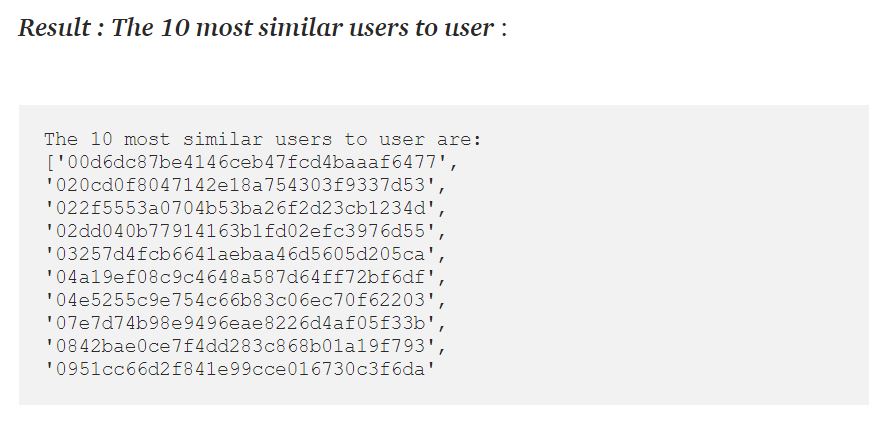 Result : The 10 most similar users to user :
The 10 most similar users to user are:
['00d6dc87be4146ceb47fcd4baaaf6477',
'020cd0f8047142e18a754303f9337d53',
'022f5553a0704b53ba26f2d23cb1234d',
'02dd040b77914163b1fd02efc3976d55',
'03257d4fcb6641aebaa46d5605d205ca',
'04a19ef08c9c4648a587d64ff72bf6df',
'04e5255c9e754c66b83c06ec70f62203',
'07e7d74b98e9496eae8226d4af05f33b',
'0842bae0ce7f4dd283c868b01a19f793',
'0951cc66d2f841e99cce016730c3f6da'